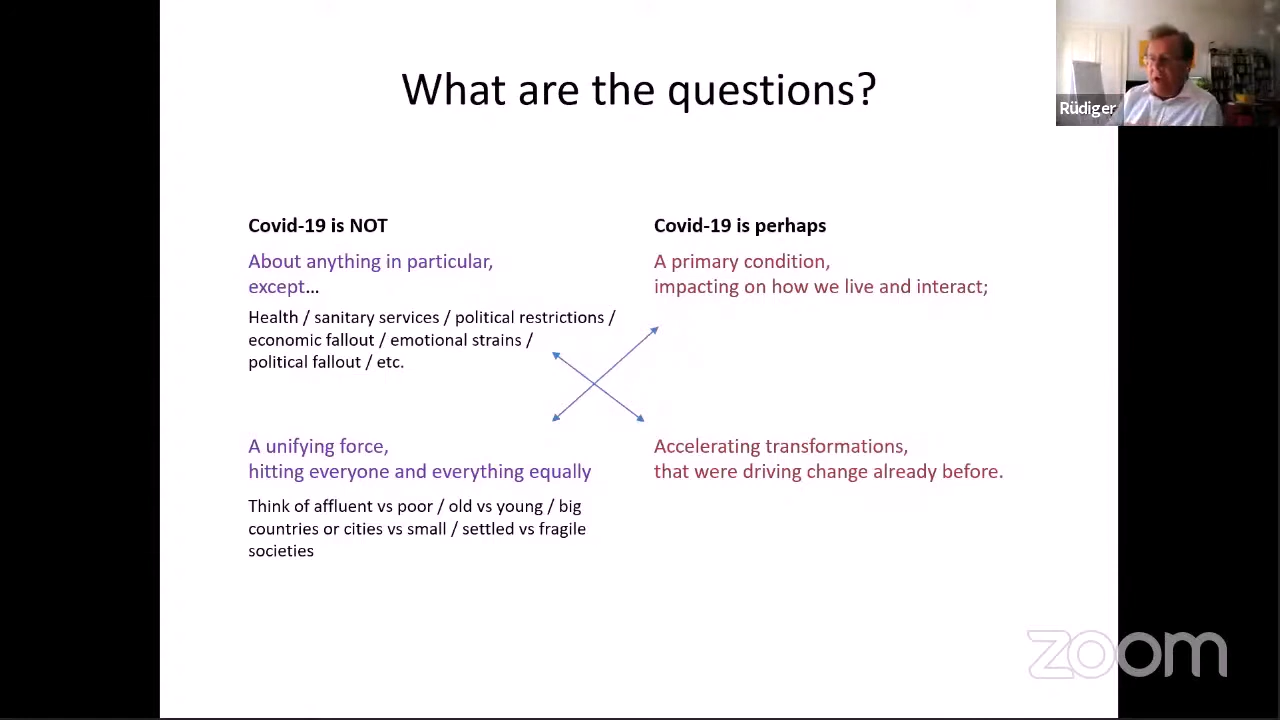 What are the questions?
Rüdiger
Covid-19 is NOT
About anything in particular,
except…
Health / sanitary services / political restrictions /
economic fallout / emotional strains /
political fallout / etc.
A unifying force,
hitting everyone and everything equally
Think of affluent vs poor / old vs young / big
countries or cities vs small / settled vs fragile
societies
Covid-19 is perhaps
A primary condition,
impacting on how we live and interact;
Accelerating transformations,
that were driving change already before.
zoom